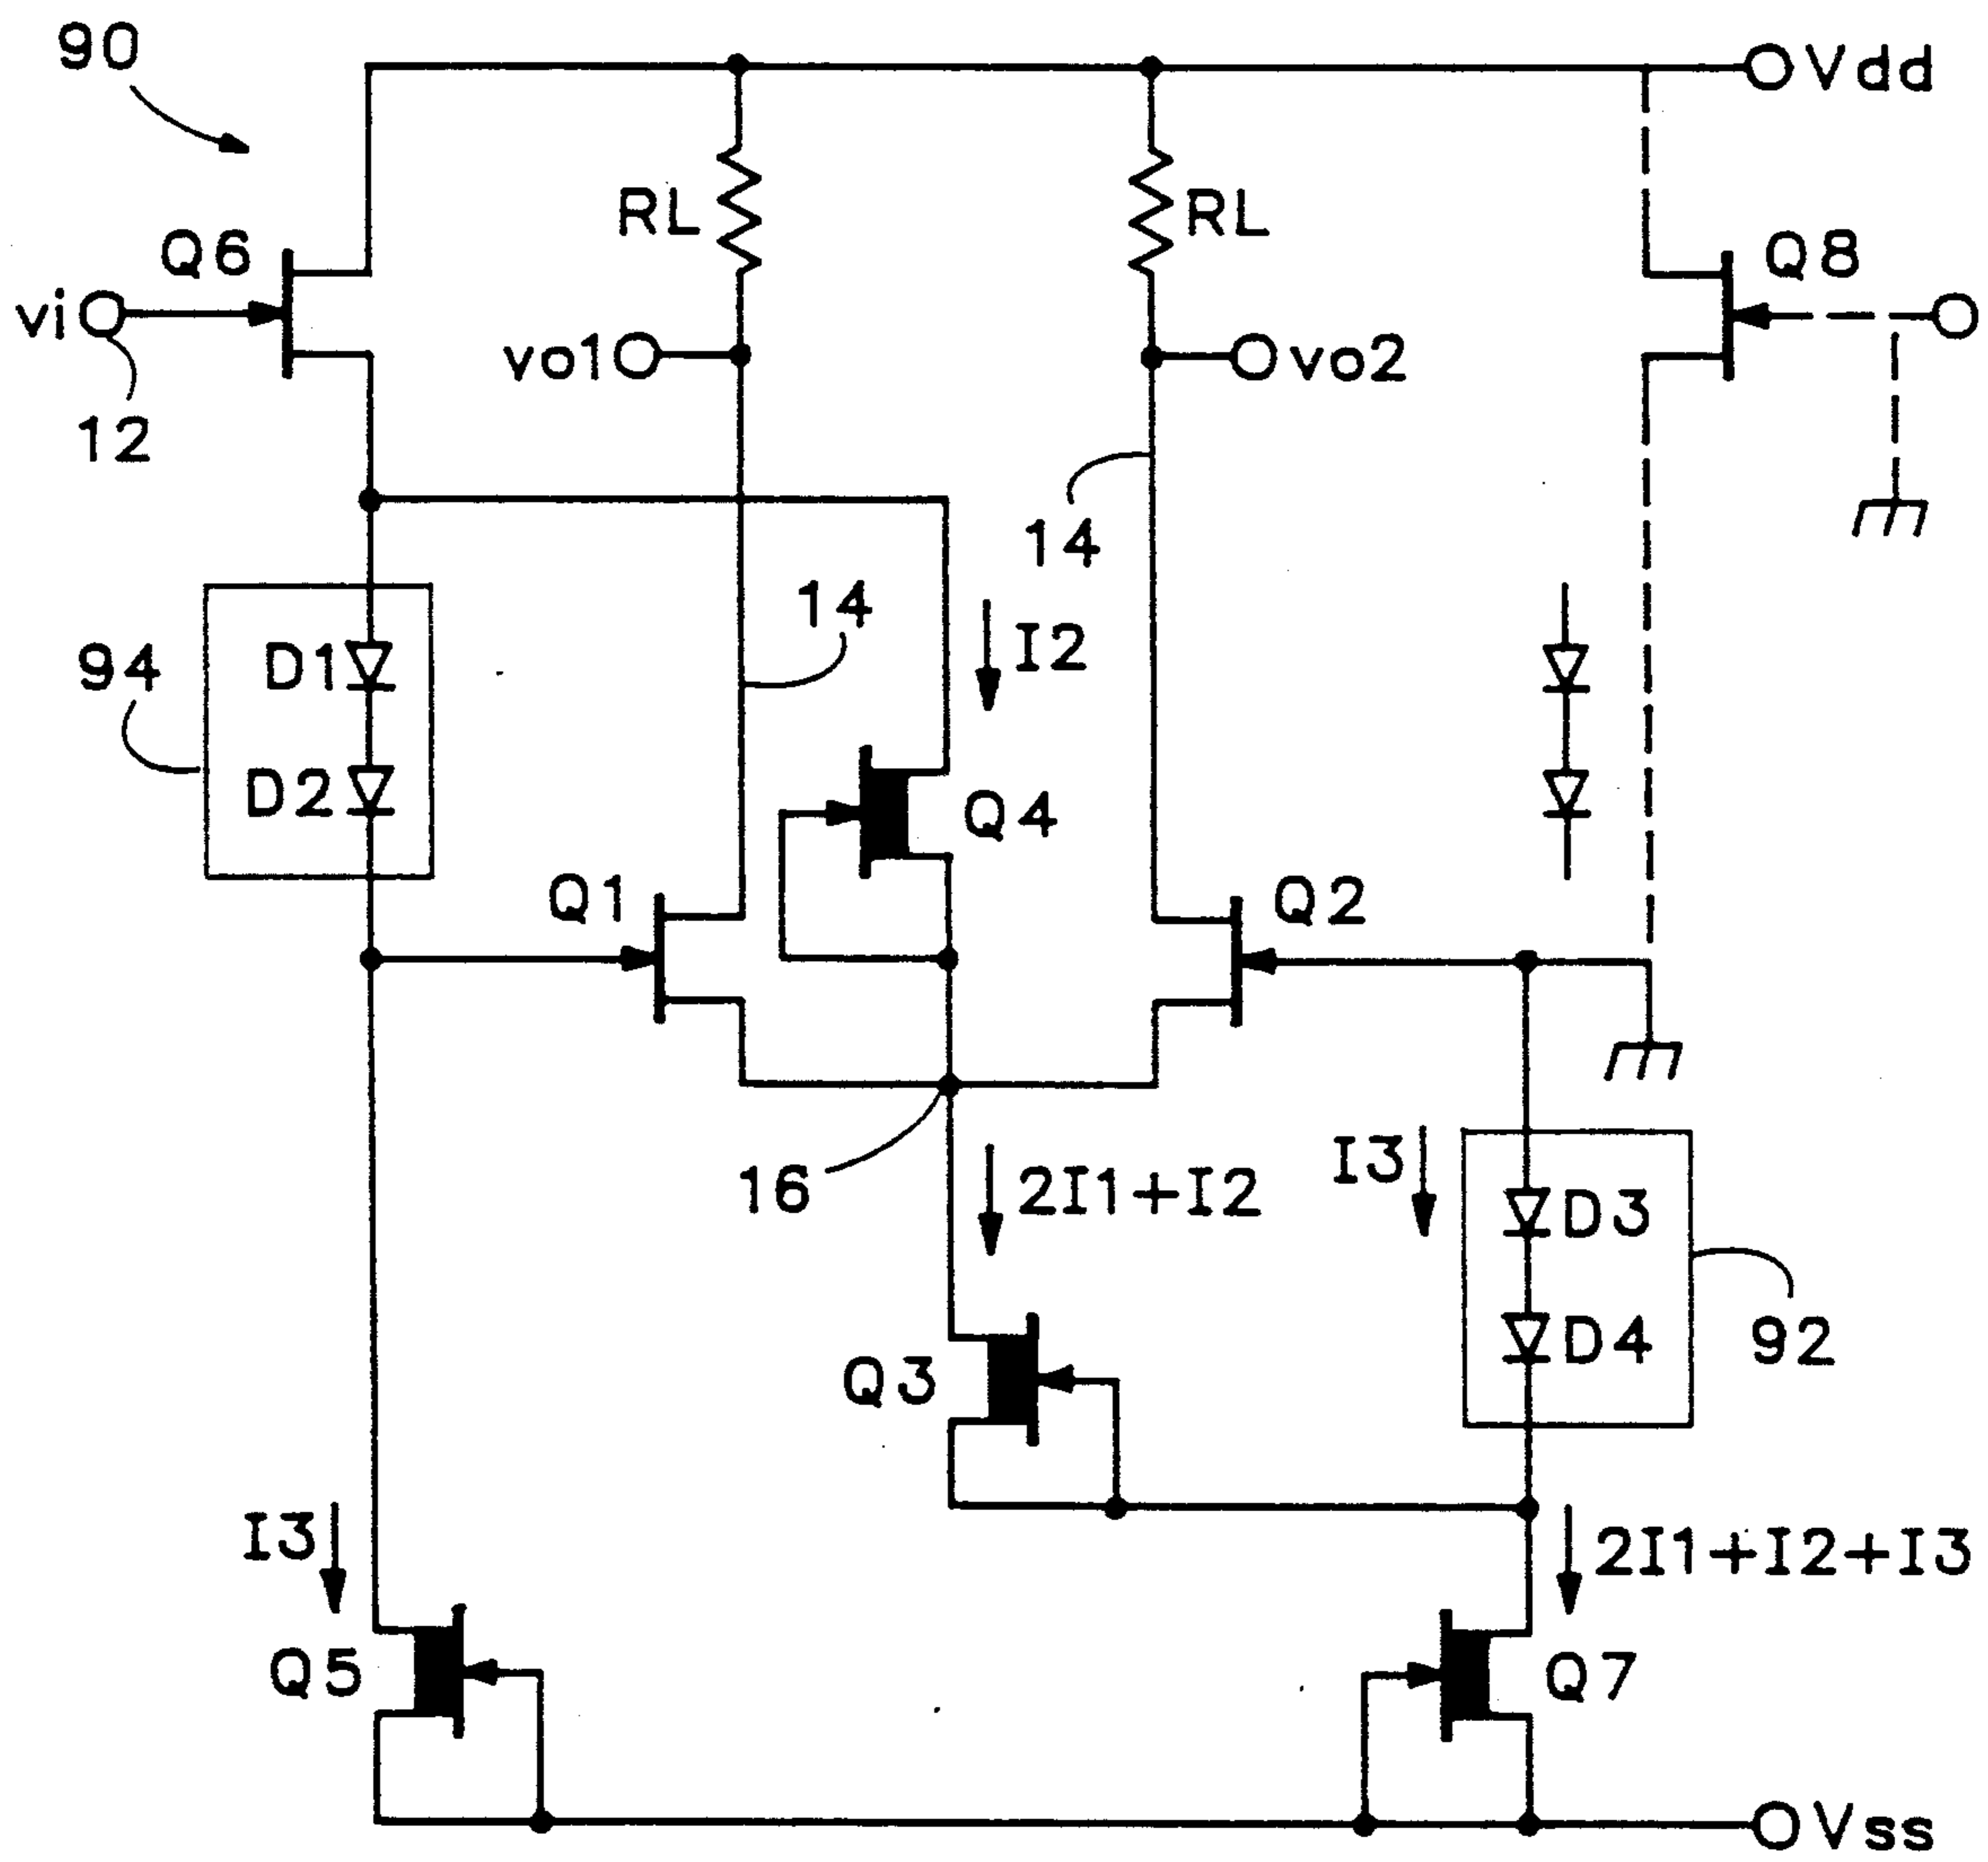 90
Vdd
RL
RL
Q6
Q8
vi
vo1
vo2
12
14
14
I2
94
D1
D2
Q4
Q1
Q2
16
2I1+I2
I3
D3
D4
92
Q3
I3
2I1+I2+I3
Q5
Q7
Vss